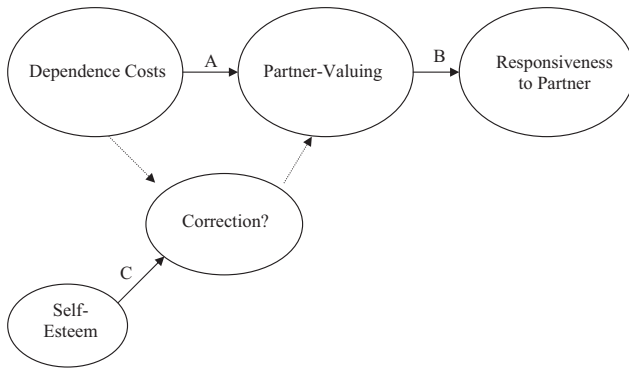 Dependence Costs
A
Partner-Valuing
B
Responsiveness
to Partner
Correction?
C
Self-
Esteem